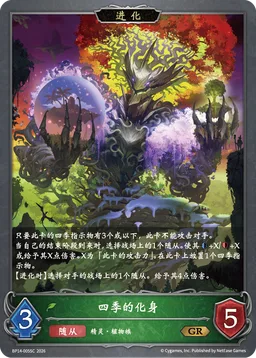 进化
只要此卡的四季指示物有3个或以下，此卡不能攻击对手。
当自己的结束阶段到来时，选择战场上的1个随从。使其+X/+X
或给予其X点伤害。X为「此卡的攻击力」。在此卡上放置1个四季指
示物。
【进化时】选择对手的战场上的1个随从。给予其4点伤害。
四季的化身
3
随从
精灵·植物族
GR
5
BP14-005SC 2026
© Cygames, Inc. Photograph by Netease Games